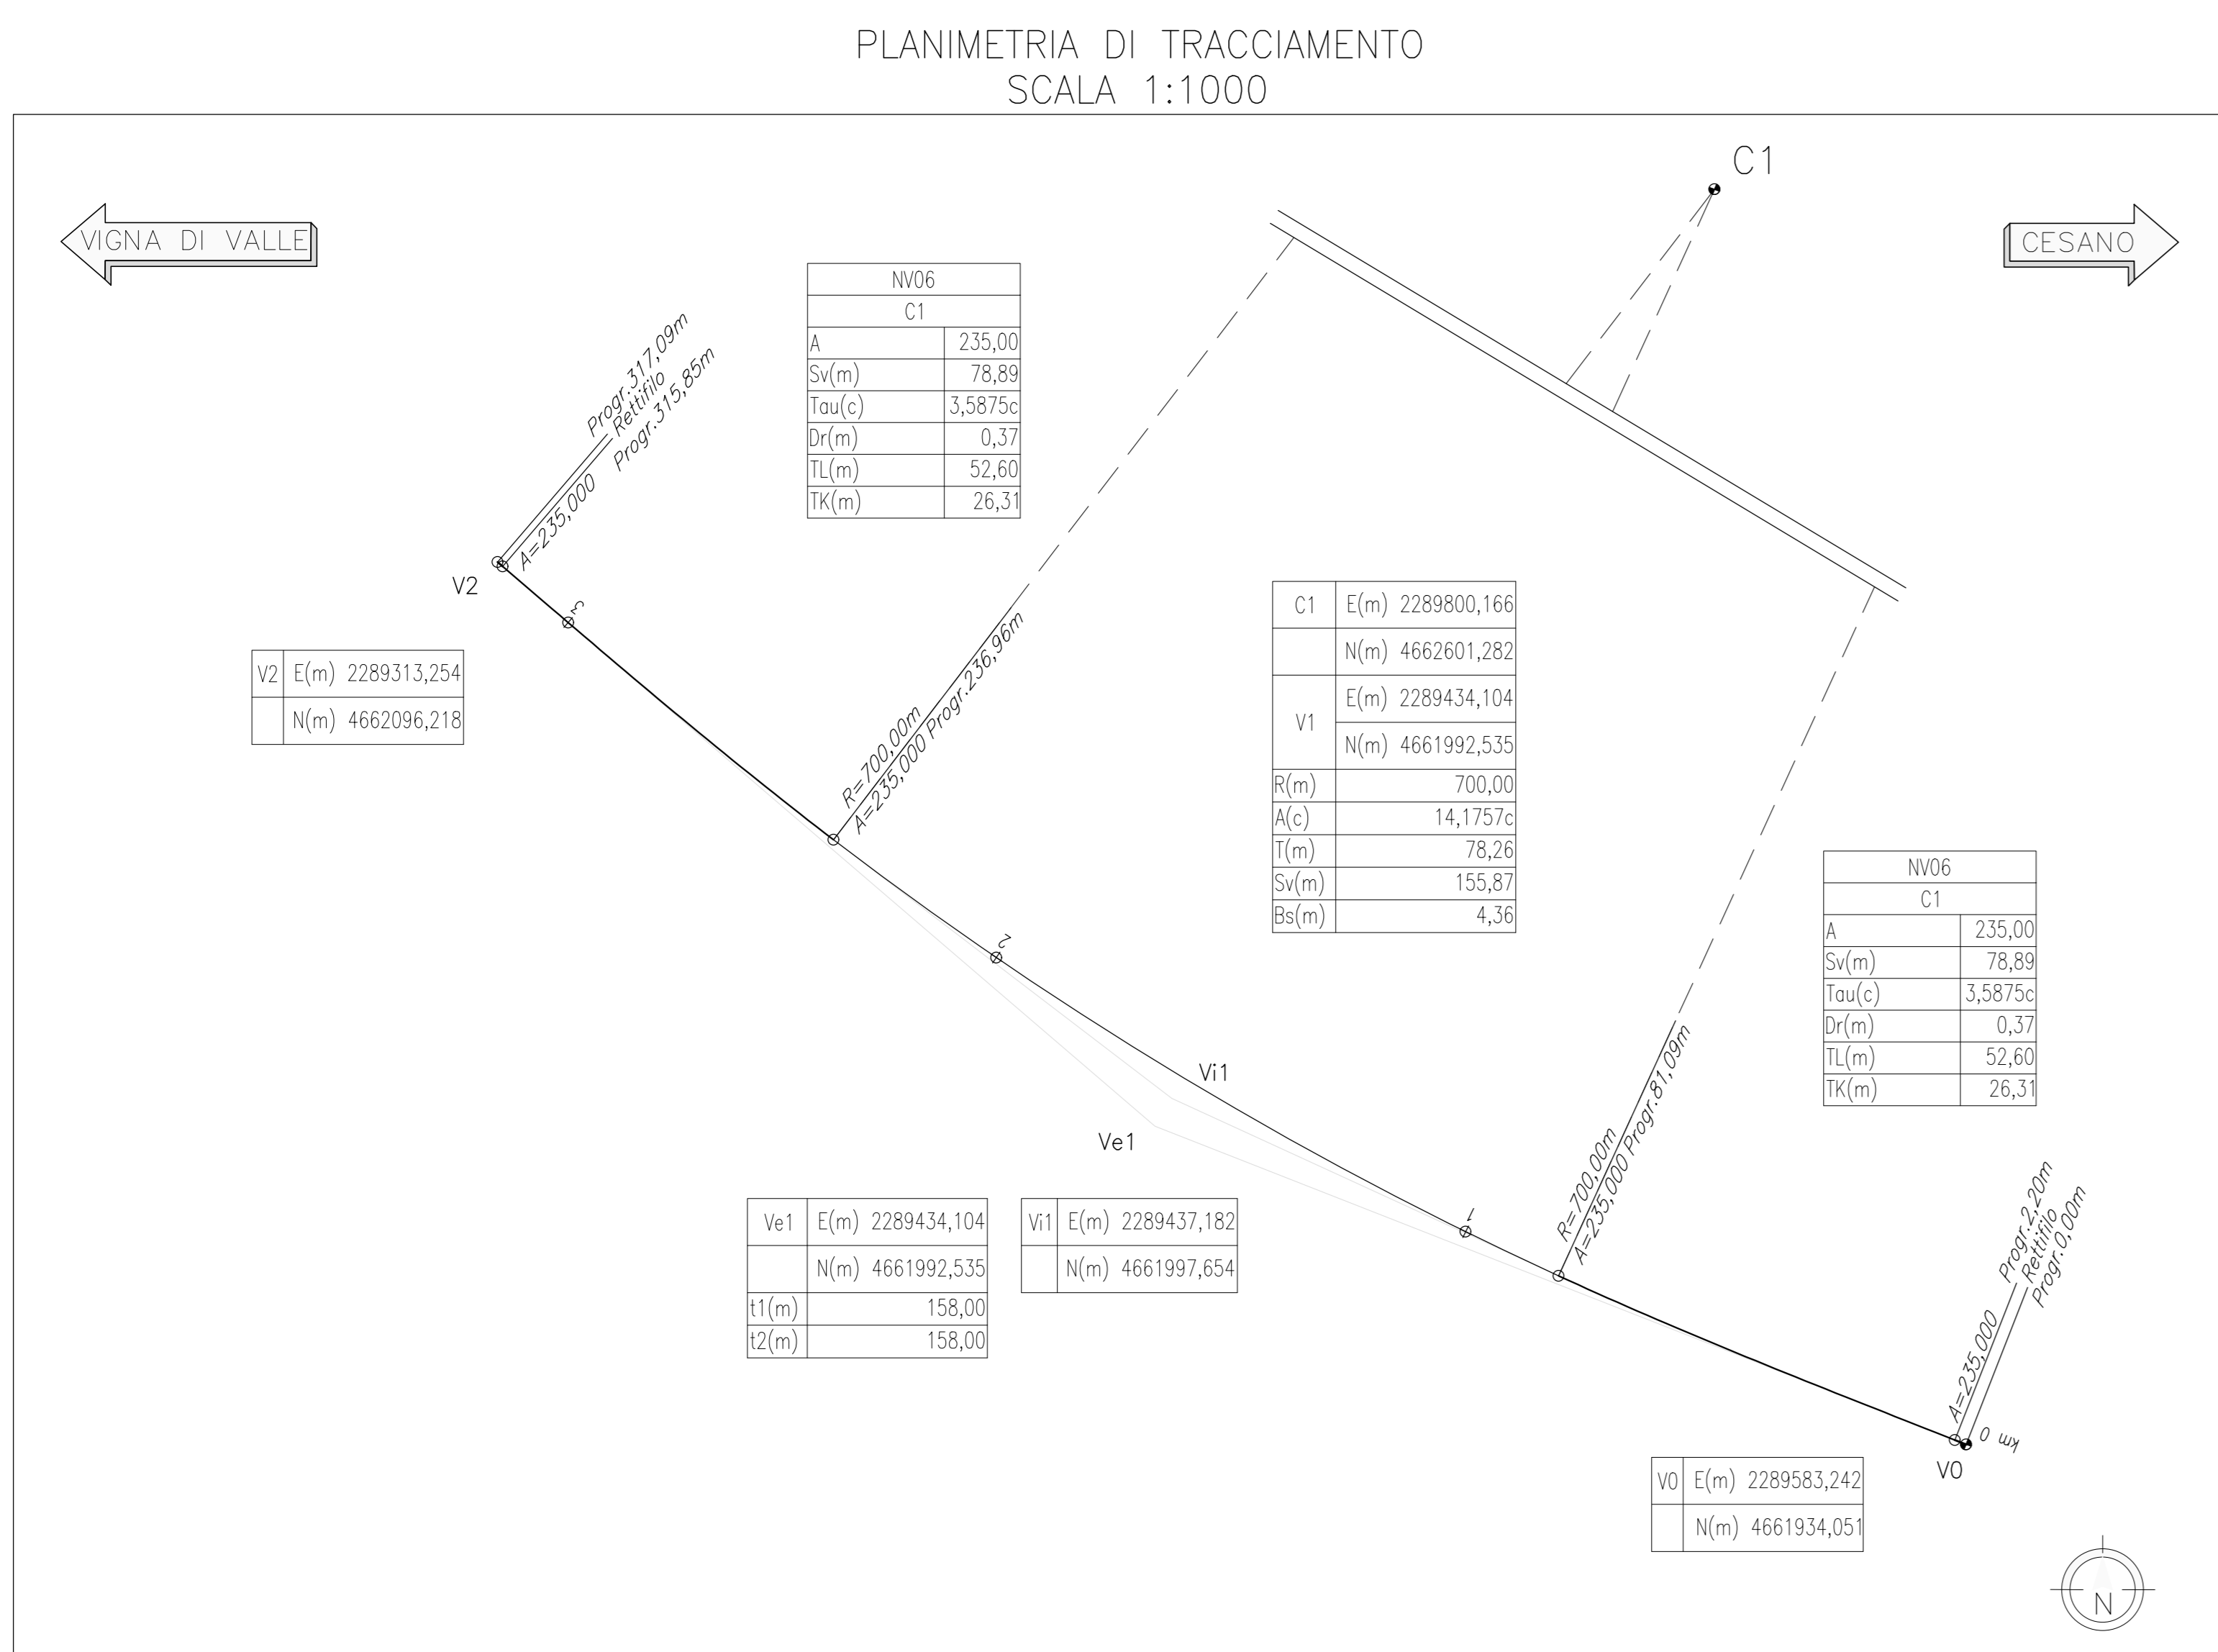 PLANIMETRIA DI TRACCIAMENTO
SCALA 1:1000
C1
VIGNA DI VALLE
CESANO
NV06
C1
A 235,00
Sv(m) 78,89
Tau(c) 3,5875c
Dr(m) 0,37
TL(m) 52,60
TK(m) 26,31
Progr.317,09m
Rettifilo
Progr.315,85m
A=235,000
V2
3
V2 E(m) 2289313,254
N(m) 4662096,218
R=700,00m
A=235,000 Progr.236,96m
C1 E(m) 2289800,166
N(m) 4662601,282
V1 E(m) 2289434,104
N(m) 4661992,535
R(m) 700,00
A(c) 14,1757c
T(m) 78,26
Sv(m) 155,87
Bs(m) 4,36
NV06
C1
A 235,00
Sv(m) 78,89
Tau(c) 3,5875c
Dr(m) 0,37
TL(m) 52,60
TK(m) 26,31
2
Vi1
Ve1
Ve1 E(m) 2289434,104
N(m) 4661992,535
t1(m) 158,00
t2(m) 158,00
Vi1 E(m) 2289437,182
N(m) 4661997,654
1
R=700,00m
A=235,000 Progr.81,09m
Progr.2,20m
Rettifilo
Progr.0,00m
A=235,000
0 km
V0
V0 E(m) 2289583,242
N(m) 4661934,051
N